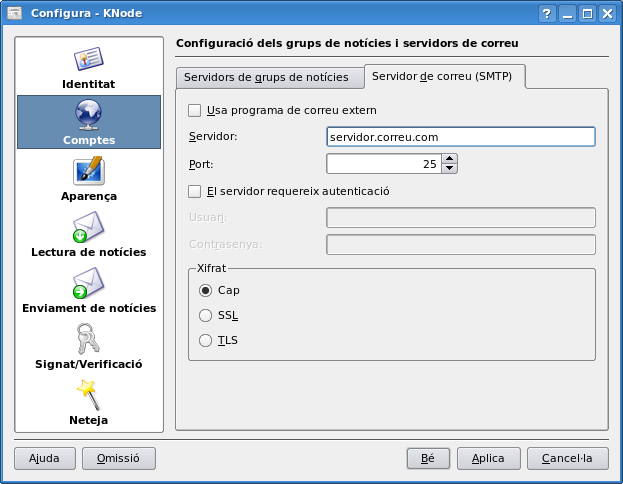 Configura - KNode
Identitat
Comptes
Aparença
Lectura de notícies
Enviament de notícies
Signat/Verificació
Neteja
Configuració dels grups de notícies i servidors de correu
Servidors de grups de notícies
Servidor de correu (SMTP)
Usa programa de correu extern
Servidor:
servidor.correu.com
Port:
25
El servidor requereix autenticació
Usuari:
Contrasenya:
Xifrat
Cap
SSL
TLS
Ajuda
Omissió
Bé
Aplica
Cancel·la